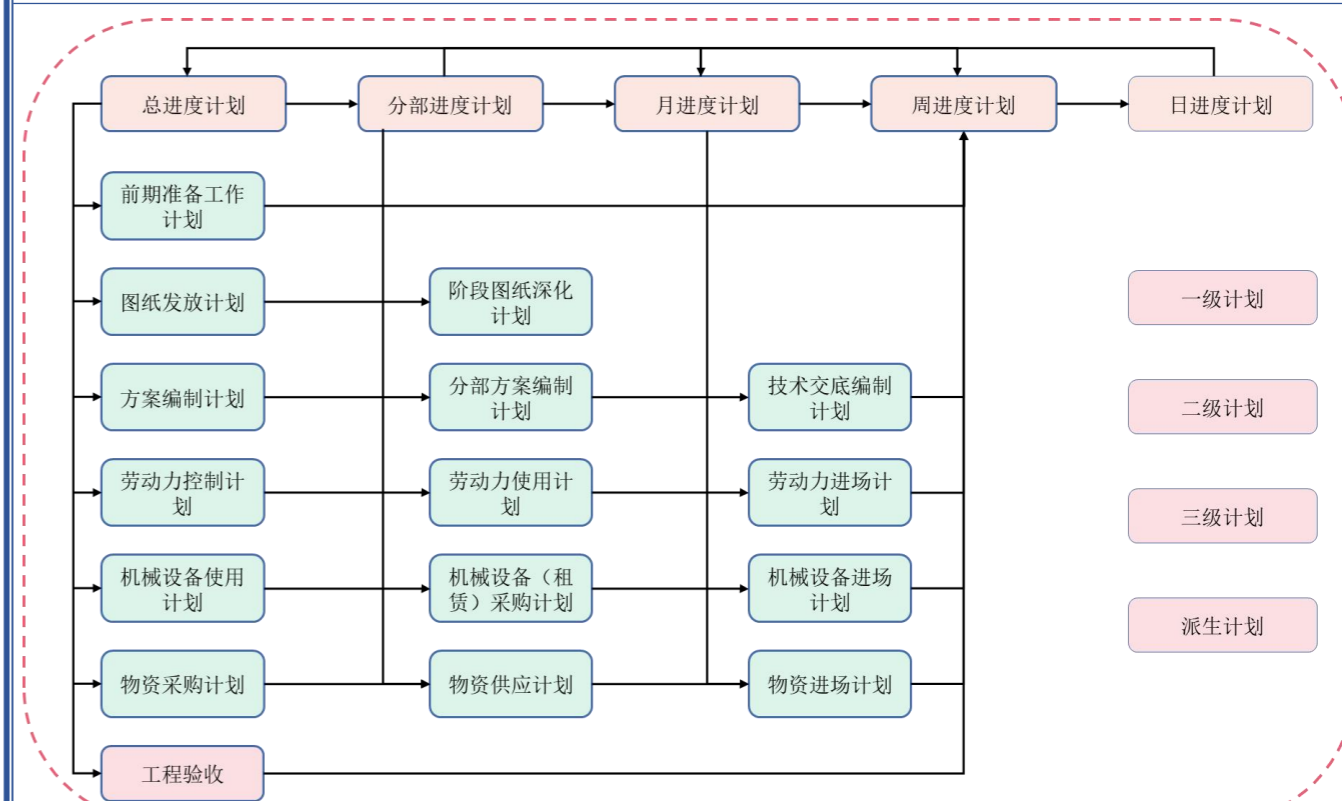 总进度计划
分部进度计划
月进度计划
周进度计划
日进度计划
前期准备工作
计划
图纸发放计划
阶段图纸深化
计划
一级计划
方案编制计划
分部方案编制
计划
技术交底编制
计划
二级计划
劳动力控制计
划
劳动力使用计
划
劳动力进场计
划
三级计划
机械设备使用
计划
机械设备（租
赁）采购计划
机械设备进场
计划
派生计划
物资采购计划
物资供应计划
物资进场计划
工程验收